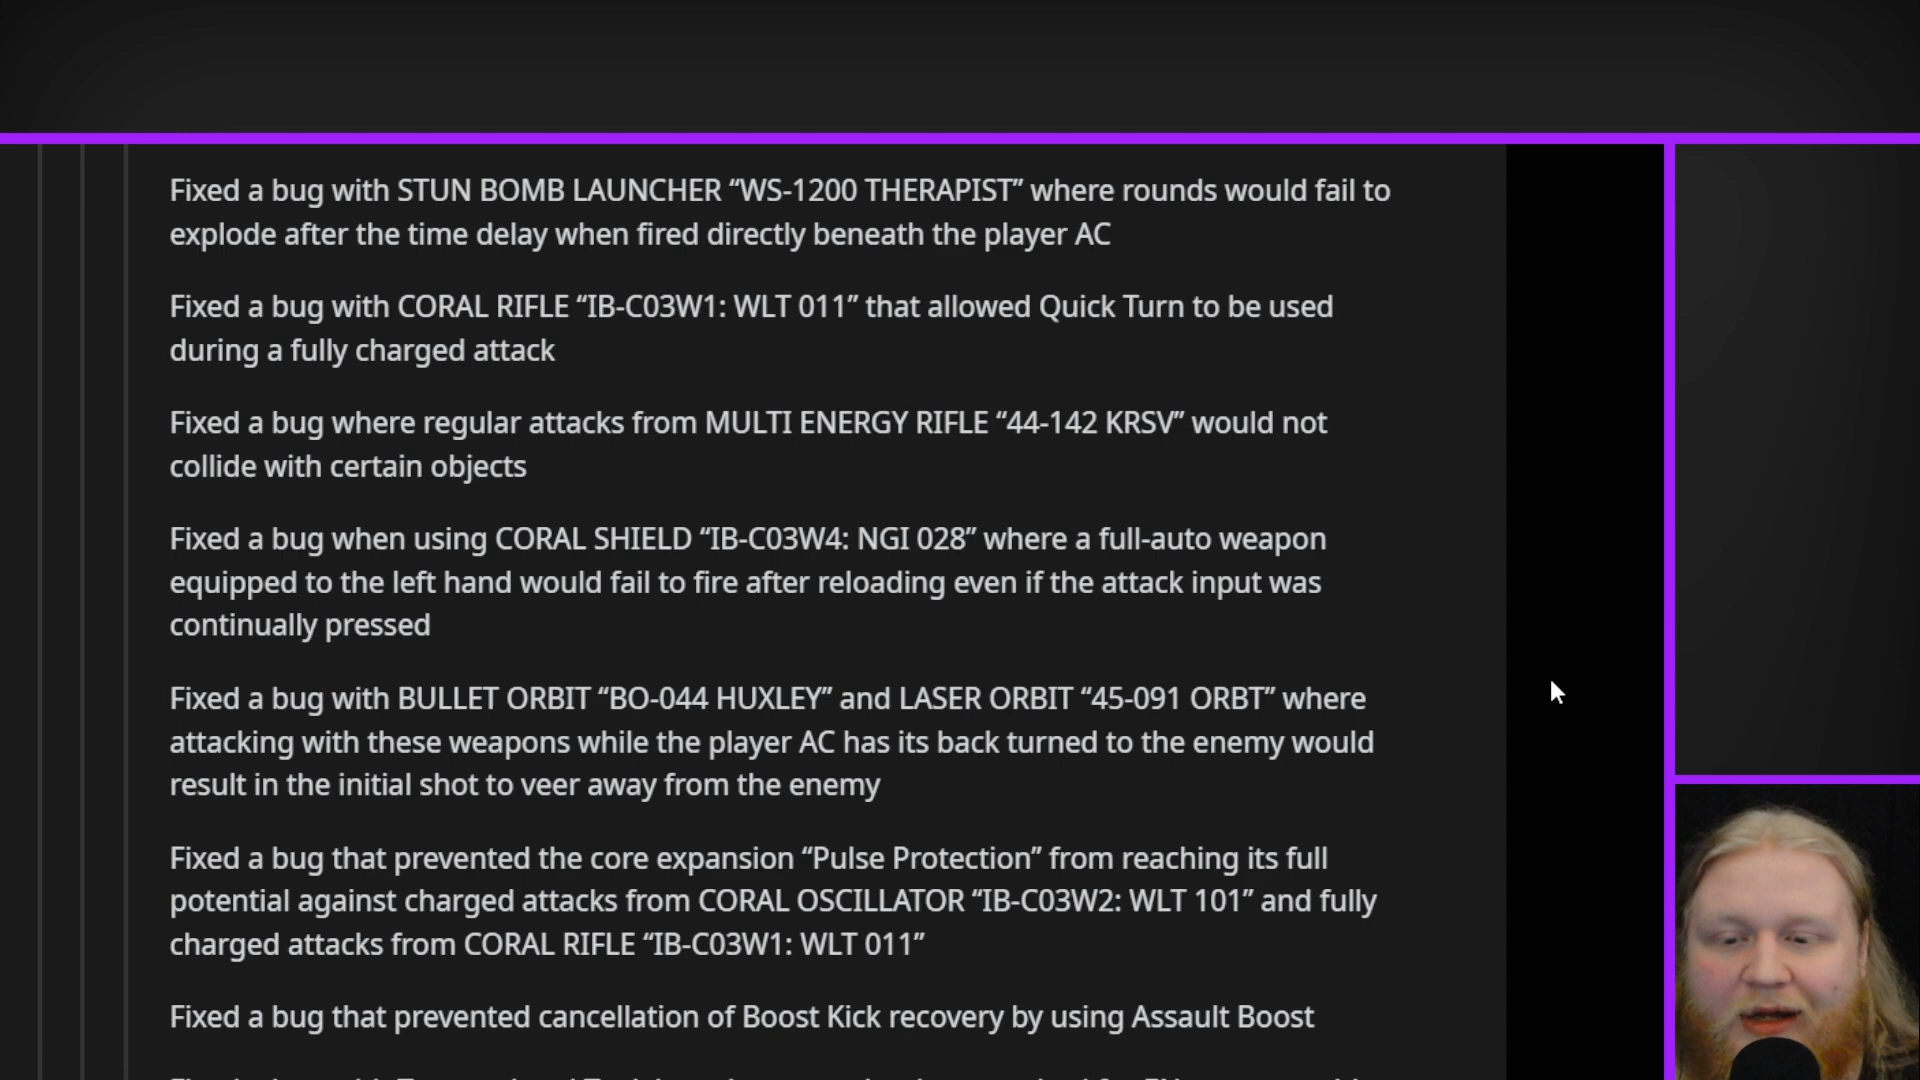 Fixed a bug with STUN BOMB LAUNCHER “WS-1200 THERAPIST” where rounds would fail to
explode after the time delay when fired directly beneath the player AC
Fixed a bug with CORAL RIFLE “IB-C03W1: WLT 011” that allowed Quick Turn to be used
during a fully charged attack
Fixed a bug where regular attacks from MULTI ENERGY RIFLE “44-142 KRSV” would not
collide with certain objects
Fixed a bug when using CORAL SHIELD “IB-C03W4: NGI 028” where a full-auto weapon
equipped to the left hand would fail to fire after reloading even if the attack input was
continually pressed
Fixed a bug with BULLET ORBIT “BO-044 HUXLEY” and LASER ORBIT “45-091 ORBT” where
attacking with these weapons while the player AC has its back turned to the enemy would
result in the initial shot to veer away from the enemy
Fixed a bug that prevented the core expansion “Pulse Protection” from reaching its full
potential against charged attacks from CORAL OSCILLATOR “IB-C03W2: WLT 101” and fully
charged attacks from CORAL RIFLE “IB-C03W1: WLT 011”
Fixed a bug that prevented cancellation of Boost Kick recovery by using Assault Boost